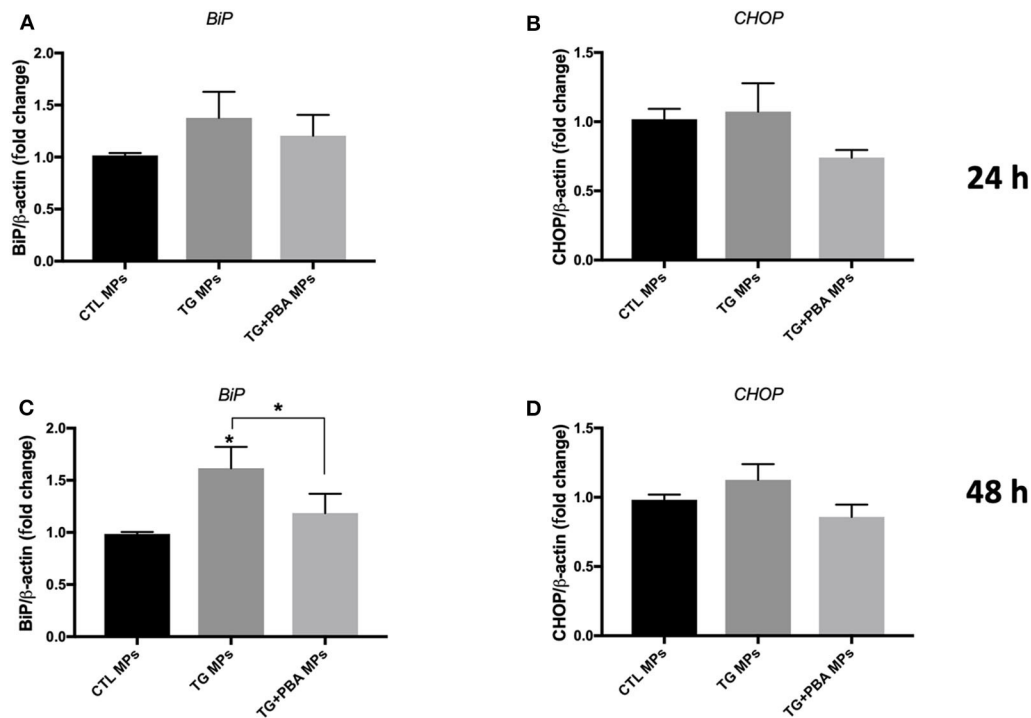 A
BiP
BiP/β-actin (fold change)
2.0
1.5
1.0
0.5
0.0
CTL MPs
TG MPs
TG+PBA MPs
B
CHOP
CHOP/β-actin (fold change)
1.5
1.0
0.5
0.0
CTL MPs
TG MPs
TG+PBA MPs
24 h
C
BiP
BiP/β-actin (fold change)
2.0
1.5
1.0
0.5
0.0
*
*
CTL MPs
TG MPs
TG+PBA MPs
D
CHOP
CHOP/β-actin (fold change)
1.5
1.0
0.5
0.0
CTL MPs
TG MPs
TG+PBA MPs
48 h